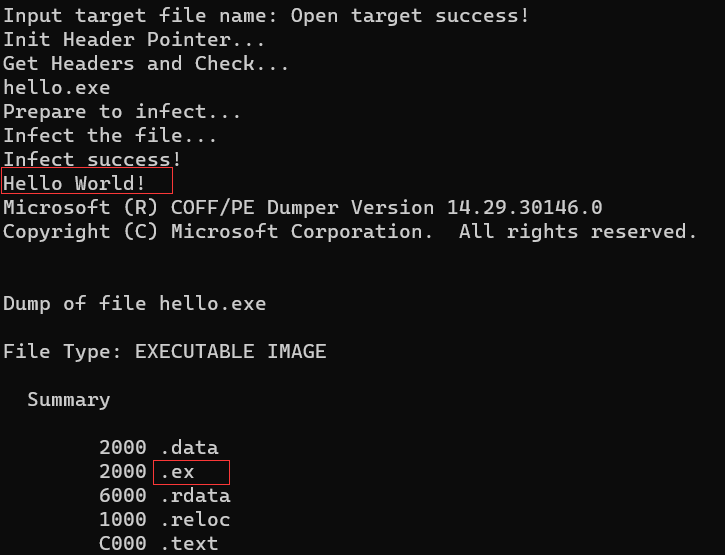 Input target file name: Open target success!
Init Header Pointer...
Get Headers and Check...
hello.exe
Prepare to infect...
Infect the file...
Infect success!
Hello World!
Microsoft (R) COFF/PE Dumper Version 14.29.30146.0
Copyright (C) Microsoft Corporation.  All rights reserved.
Dump of file hello.exe
File Type: EXECUTABLE IMAGE
Summary
2000 .data
2000 .ex
6000 .rdata
1000 .reloc
C000 .text